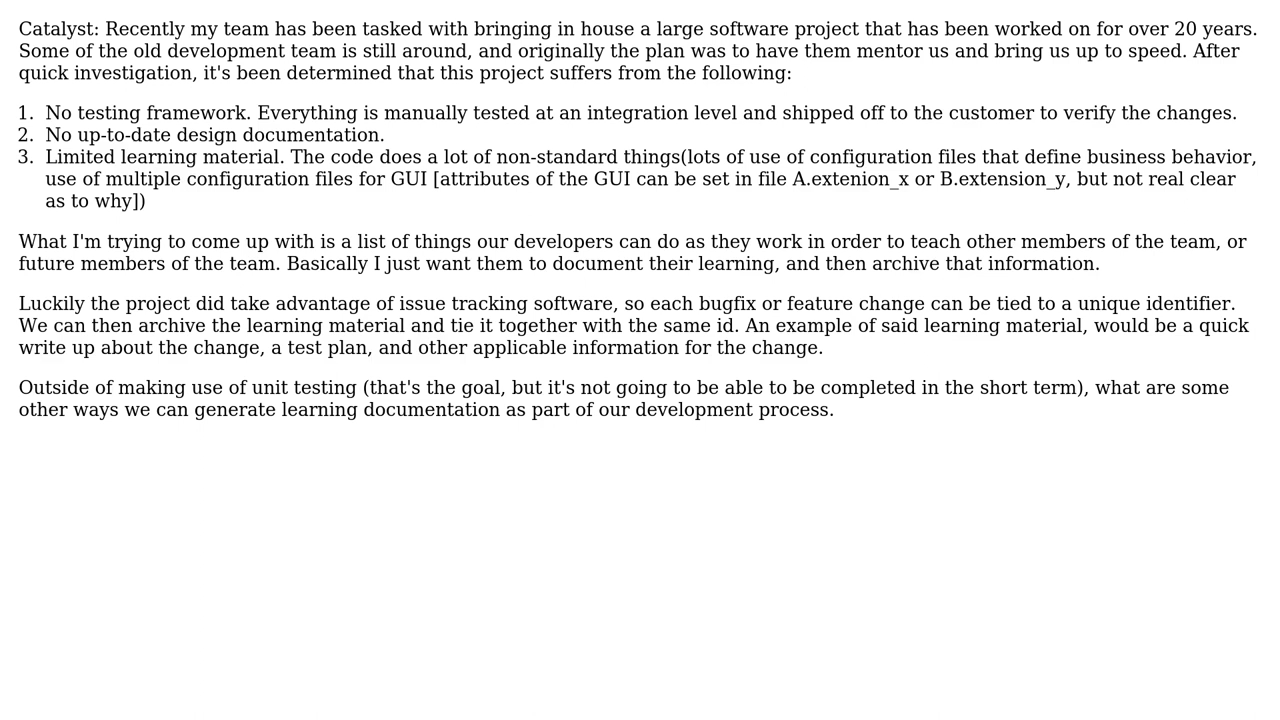 Catalyst: Recently my team has been tasked with bringing in house a large software project that has been worked on for over 20 years.
Some of the old development team is still around, and originally the plan was to have them mentor us and bring us up to speed. After
quick investigation, it's been determined that this project suffers from the following:
1. No testing framework. Everything is manually tested at an integration level and shipped off to the customer to verify the changes.
2. No up-to-date design documentation.
3. Limited learning material. The code does a lot of non-standard things(lots of use of configuration files that define business behavior,
use of multiple configuration files for GUI [attributes of the GUI can be set in file A.extenion_x or B.extension_y, but not real clear
as to why])
What I'm trying to come up with is a list of things our developers can do as they work in order to teach other members of the team, or
future members of the team. Basically I just want them to document their learning, and then archive that information.
Luckily the project did take advantage of issue tracking software, so each bugfix or feature change can be tied to a unique identifier.
We can then archive the learning material and tie it together with the same id. An example of said learning material, would be a quick
write up about the change, a test plan, and other applicable information for the change.
Outside of making use of unit testing (that's the goal, but it's not going to be able to be completed in the short term), what are some
other ways we can generate learning documentation as part of our development process.